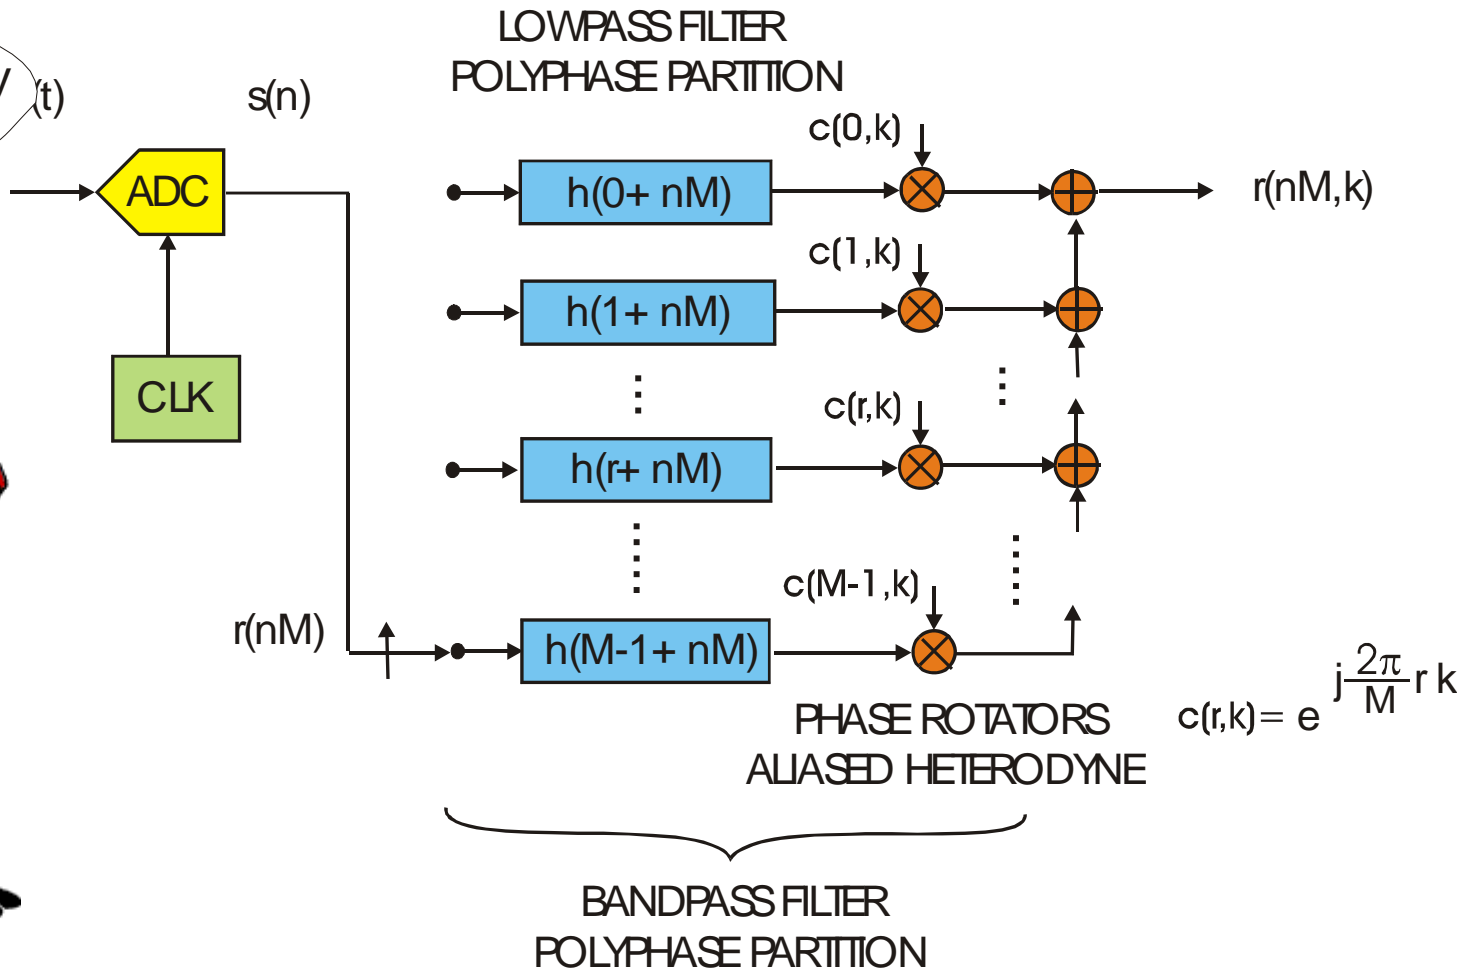 LOWPASS FILTER
POLYPHASE PARTITION
(t)
s(n)
c(0,k)
ADC
h(0+ nM)
r(nM,k)
c(1,k)
h(1+ nM)
CLK
c(r,k)
h(r+ nM)
c(M-1,k)
r(nM)
h(M-1+ nM)
PHASE ROTATORS
ALIASED HETERODYNE
c(r,k)= e^{j\frac{2π}{M} r k}
BANDPASS FILTER
POLYPHASE PARTITION